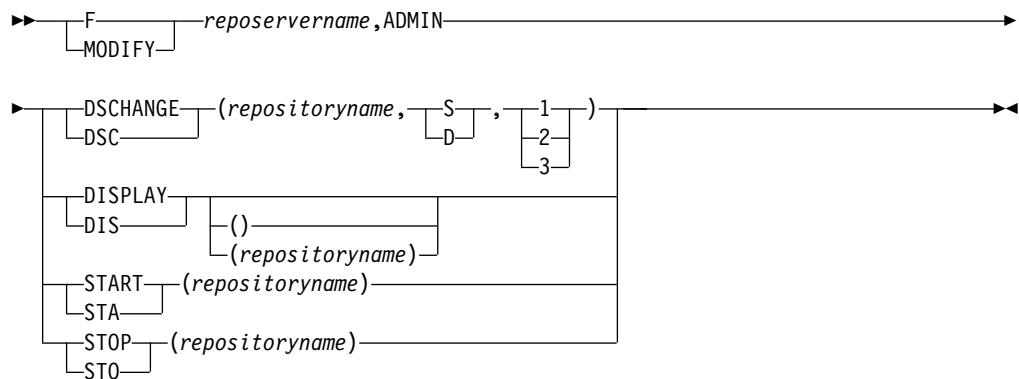 F reposervername,ADMIN
MODIFY
DSCHANGE (repositoryname, S , 1 )
DSC D 2
3
DISPLAY
DIS ()
(repositoryname)
START (repositoryname)
STA
STOP (repositoryname)
STO